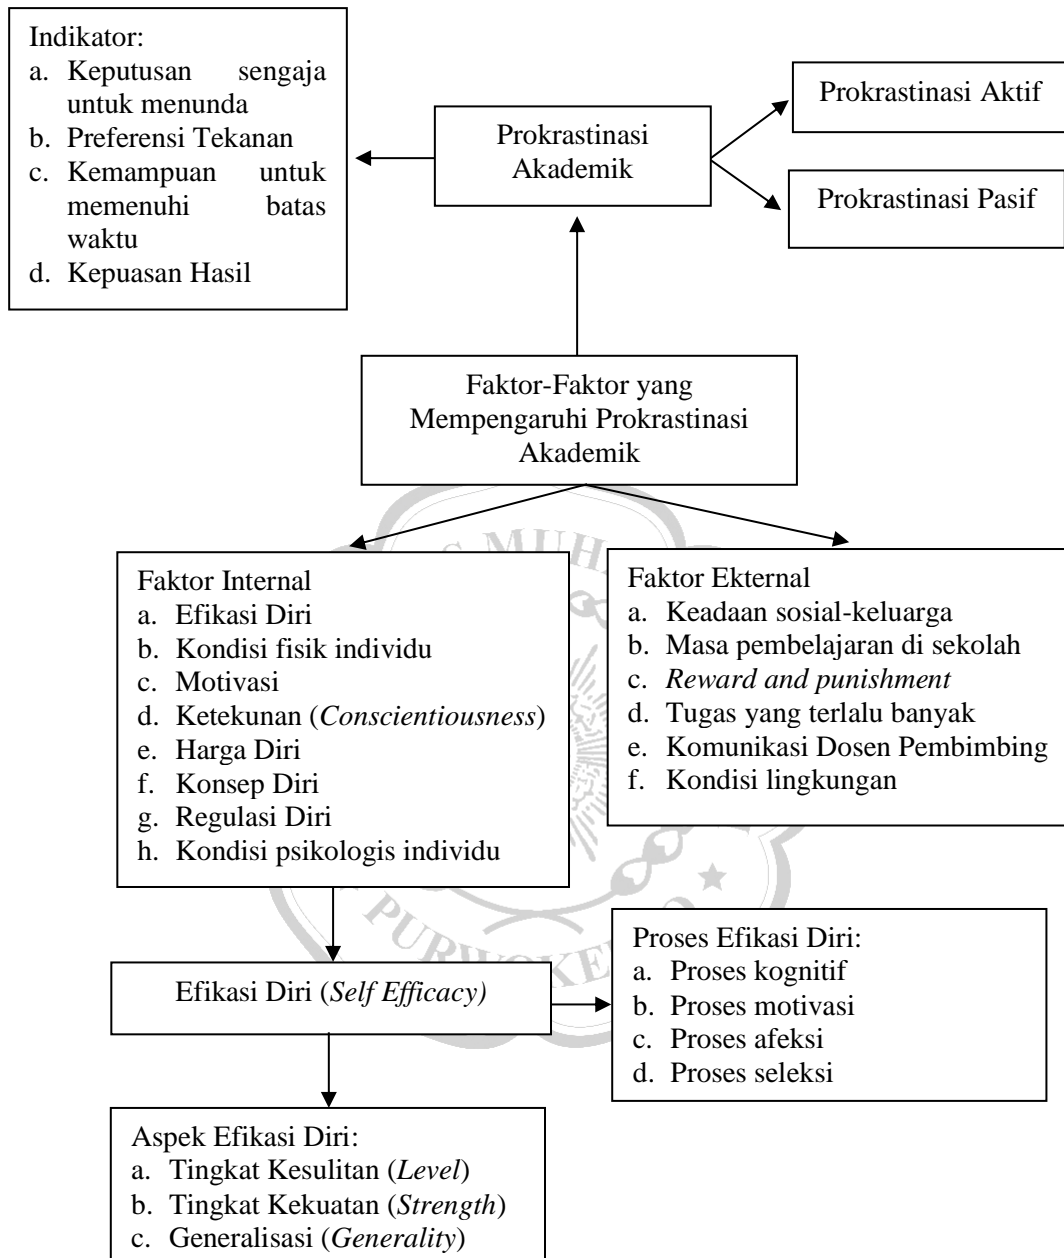 Indikator:
a. Keputusan sengaja
untuk menunda
b. Preferensi Tekanan
c. Kemampuan untuk
memenuhi batas
waktu
d. Kepuasan Hasil
Prokrastinasi
Akademik
Prokrastinasi Aktif
Prokrastinasi Pasif
Faktor-Faktor yang
Mempengaruhi Prokrastinasi
Akademik
Faktor Internal
a. Efikasi Diri
b. Kondisi fisik individu
c. Motivasi
d. Ketekunan (Conscientiousness)
e. Harga Diri
f. Konsep Diri
g. Regulasi Diri
h. Kondisi psikologis individu
Faktor Ekternal
a. Keadaan sosial-keluarga
b. Masa pembelajaran di sekolah
c. Reward and punishment
d. Tugas yang terlalu banyak
e. Komunikasi Dosen Pembimbing
f. Kondisi lingkungan
Efikasi Diri (Self Efficacy)
Proses Efikasi Diri:
a. Proses kognitif
b. Proses motivasi
c. Proses afeksi
d. Proses seleksi
Aspek Efikasi Diri:
a. Tingkat Kesulitan (Level)
b. Tingkat Kekuatan (Strength)
c. Generalisasi (Generality)